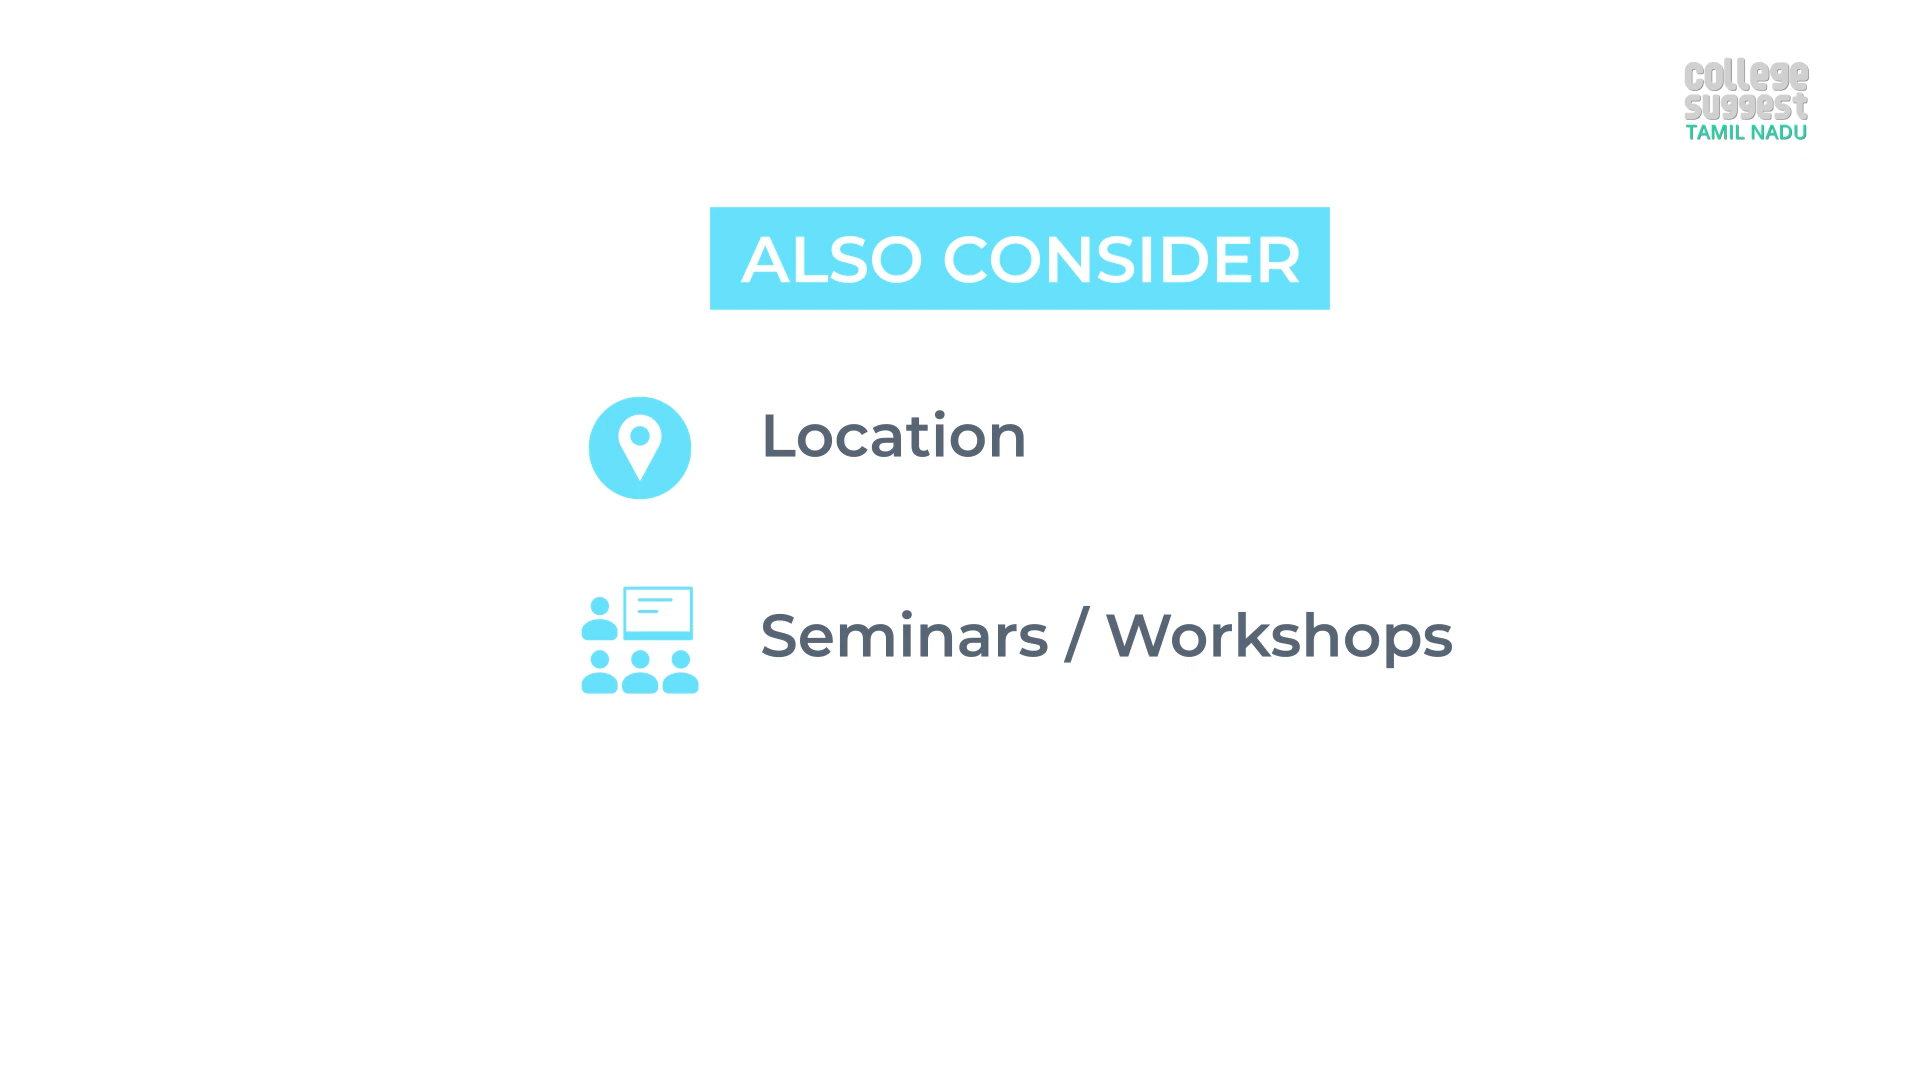 college
suggest
TAMIL NADU
ALSO CONSIDER
Location
Seminars / Workshops